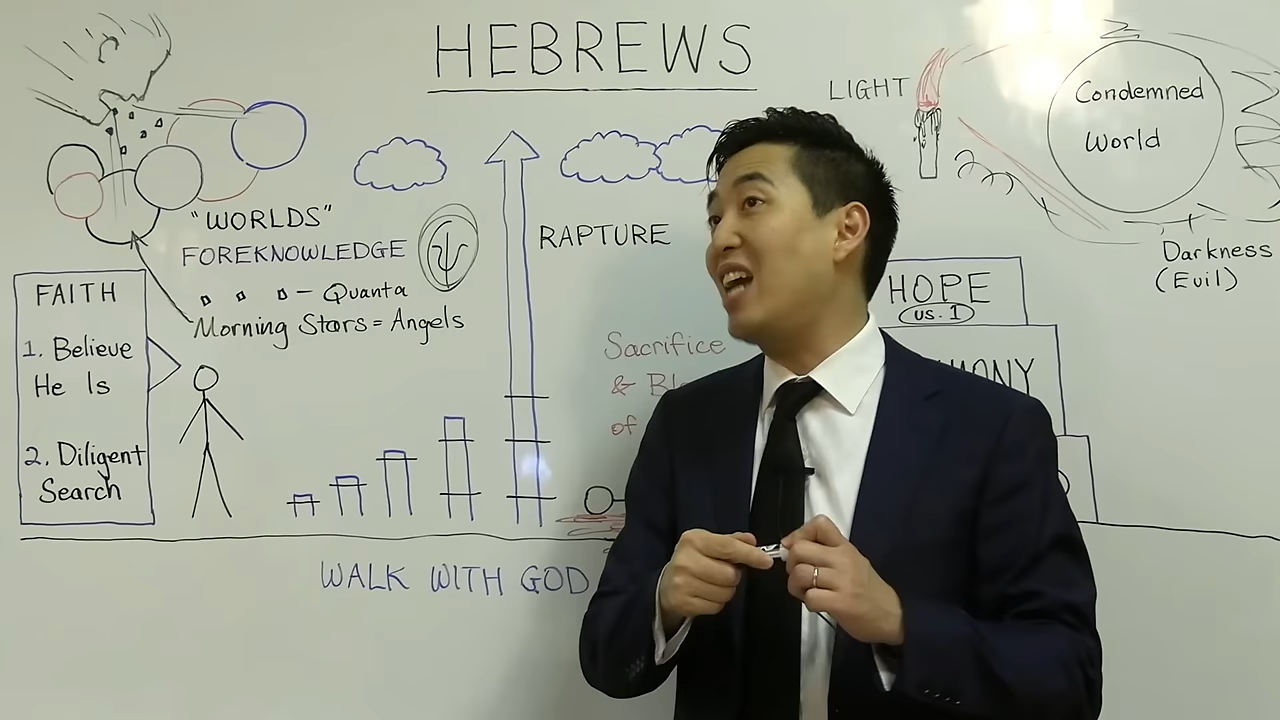 HEBREWS
LIGHT
Condemned
World
"WORLDS"
FOREKNOWLEDGE
Ψ
RAPTURE
Darkness
(Evil)
— Quanta
Morning Stars = Angels
FAITH
1. Believe
He Is
2. Diligent
Search
HOPE
vs. 1
Sacrifice
&
of
WALK WITH GOD